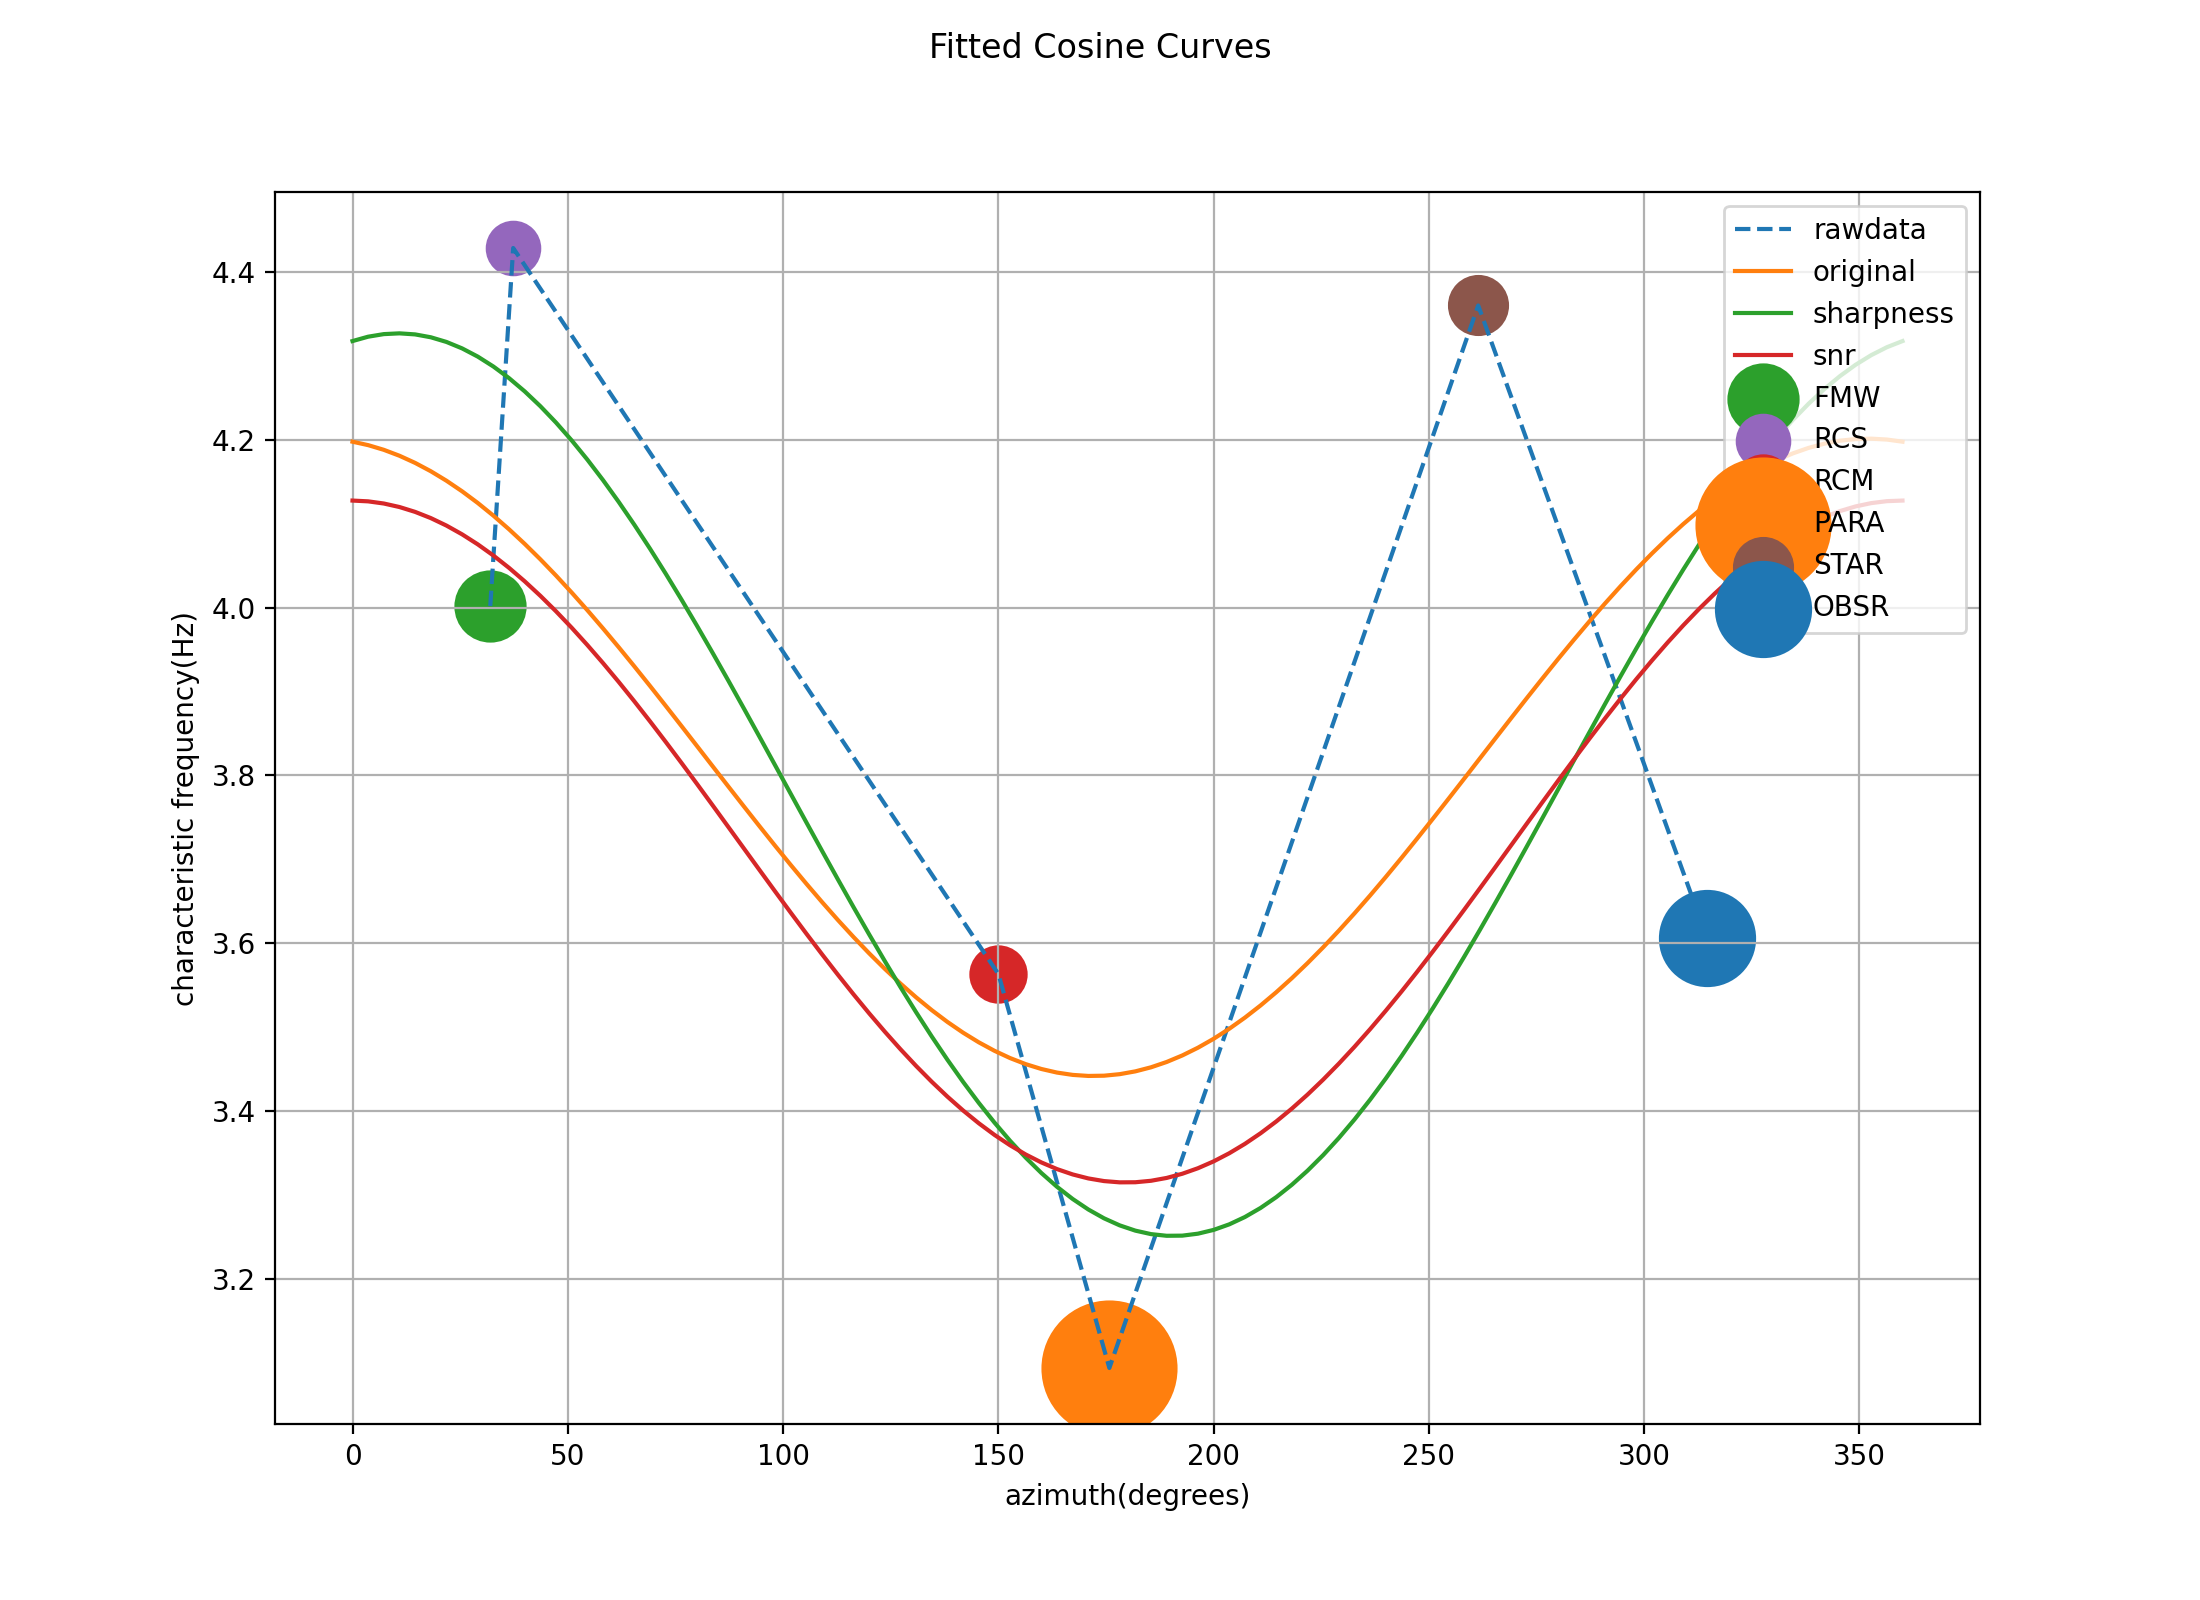 Fitted Cosine Curves
rawdata
original
sharpness
snr
FMW
RCS
RCM
PARA
STAR
OBSR
characteristic frequency(Hz)
4.4
4.2
4.0
3.8
3.6
3.4
3.2
0 50 100 150 200 250 300 350
azimuth(degrees)